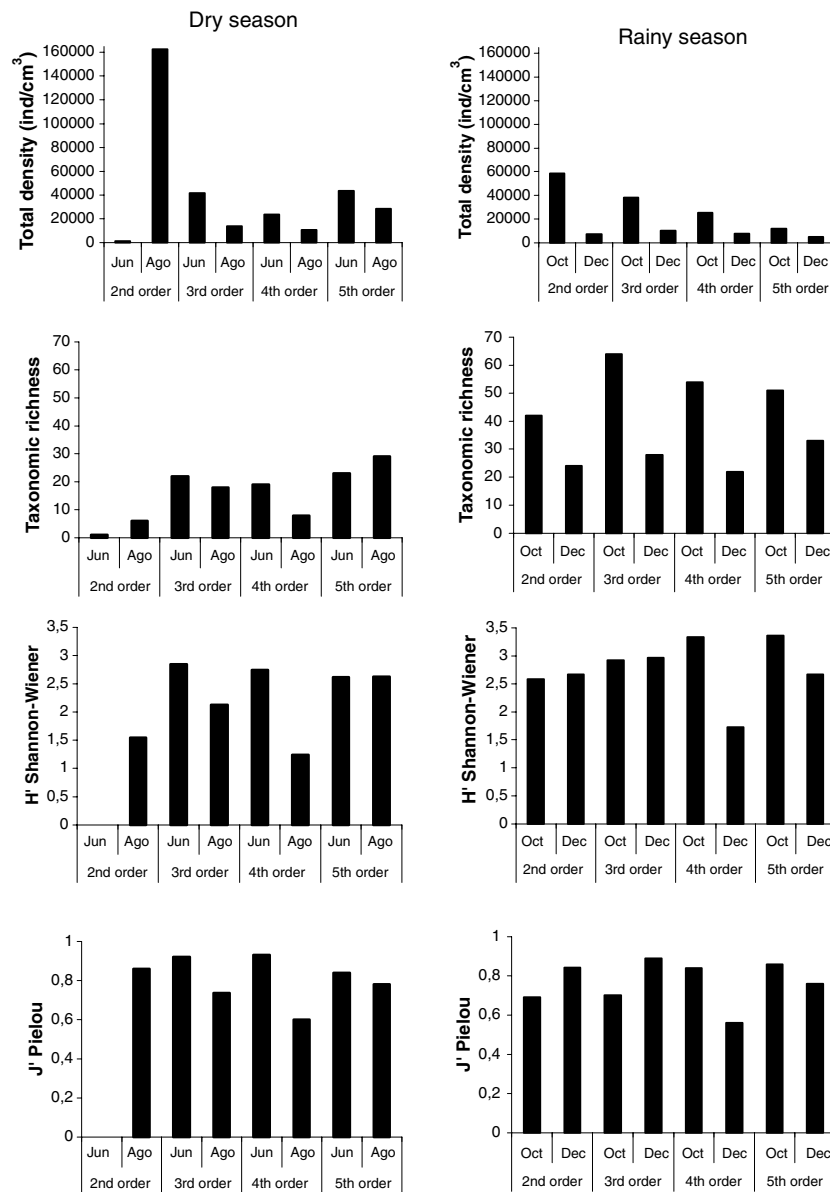 Dry season
Total density (ind/cm³)
160000
140000
120000
100000
80000
60000
40000
20000
0
Jun Ago Jun Ago Jun Ago Jun Ago
2nd order 3rd order 4th order 5th order
Rainy season
Total density (ind/cm³)
160000
140000
120000
100000
80000
60000
40000
20000
0
Oct Dec Oct Dec Oct Dec Oct Dec
2nd order 3rd order 4th order 5th order
Taxonomic richness
70
60
50
40
30
20
10
0
Jun Ago Jun Ago Jun Ago Jun Ago
2nd order 3rd order 4th order 5th order
Taxonomic richness
70
60
50
40
30
20
10
0
Oct Dec Oct Dec Oct Dec Oct Dec
2nd order 3rd order 4th order 5th order
H' Shannon-Wiener
3,5
3
2,5
2
1,5
1
0,5
0
Jun Ago Jun Ago Jun Ago Jun Ago
2nd order 3rd order 4th order 5th order
H' Shannon-Wiener
3,5
3
2,5
2
1,5
1
0,5
0
Oct Dec Oct Dec Oct Dec Oct Dec
2nd order 3rd order 4th order 5th order
J' Pielou
1
0,8
0,6
0,4
0,2
0
Jun Ago Jun Ago Jun Ago Jun Ago
2nd order 3rd order 4th order 5th order
J' Pielou
1
0,8
0,6
0,4
0,2
0
Oct Dec Oct Dec Oct Dec Oct Dec
2nd order 3rd order 4th order 5th order